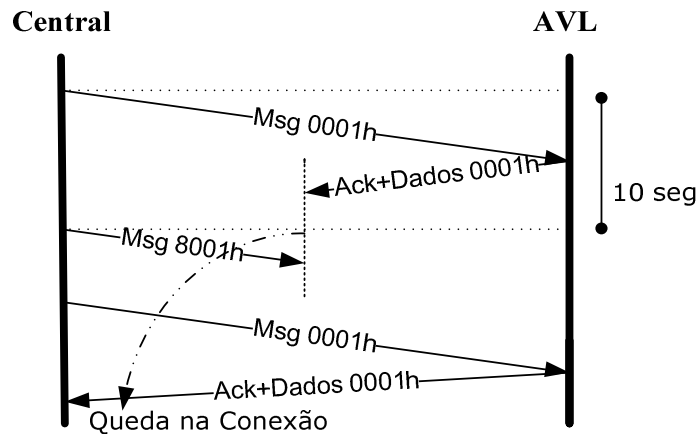 Central
AVL
Msg 0001h
Ack+Dados 0001h
10 seg
Msg 8001h
Msg 0001h
Ack+Dados 0001h
Queda na Conexão